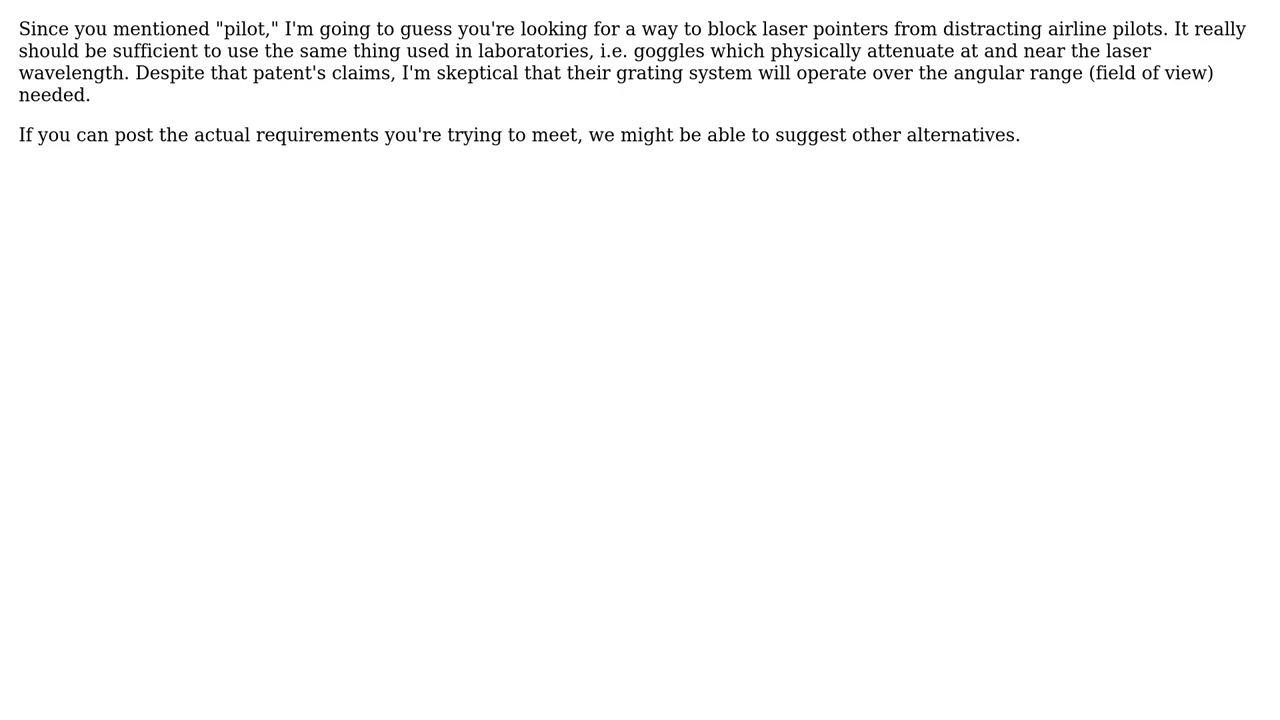 Since you mentioned "pilot," I'm going to guess you're looking for a way to block laser pointers from distracting airline pilots. It really
should be sufficient to use the same thing used in laboratories, i.e. goggles which physically attenuate at and near the laser
wavelength. Despite that patent's claims, I'm skeptical that their grating system will operate over the angular range (field of view)
needed.
If you can post the actual requirements you're trying to meet, we might be able to suggest other alternatives.